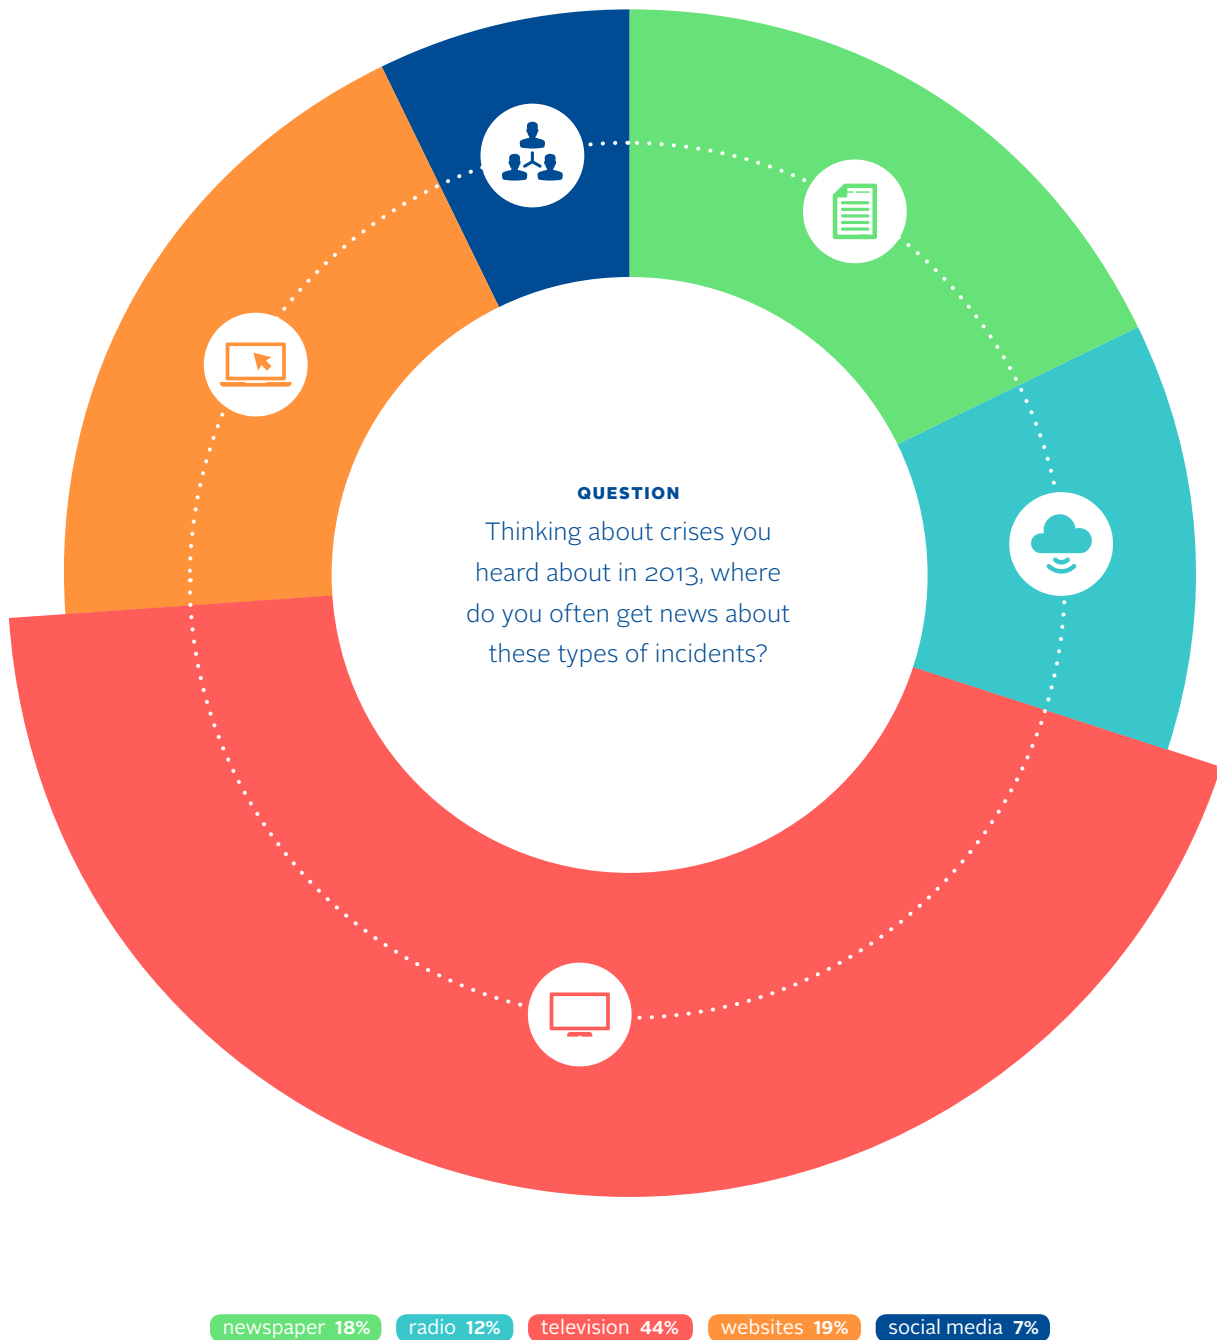 QUESTION
Thinking about crises you
heard about in 2013, where
do you often get news about
these types of incidents?
newspaper 18% radio 12% television 44% websites 19% social media 7%